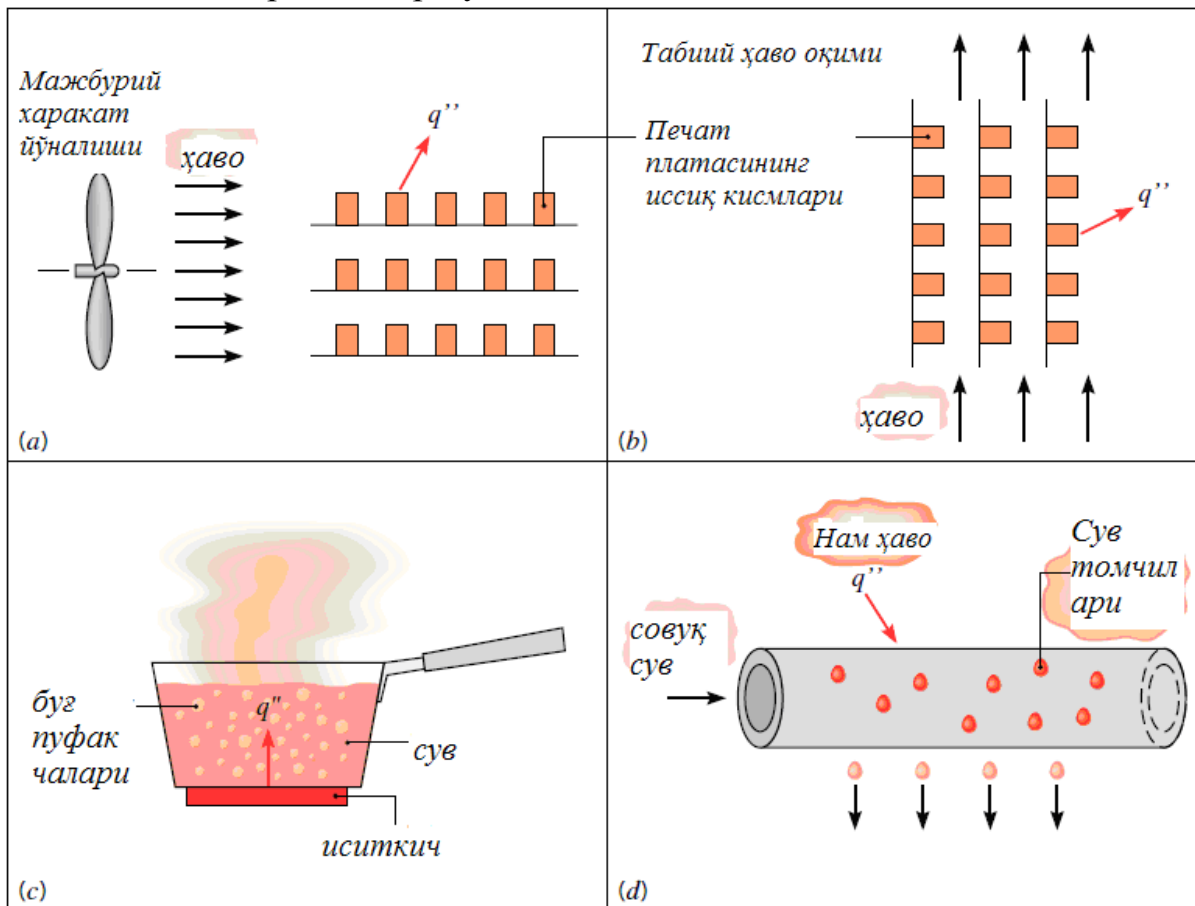 Мажбурий
харакат
йўналиши
ҳаво
q’’
(a)
Табиий ҳаво оқими
Печат
платасининг
иссиқ кисмлари
q’’
ҳаво
(b)
q"
буғ
пуфак
чалари
сув
иситкич
(c)
Нам ҳаво
q’’
Сув
томчил
ари
совуқ
сув
(d)